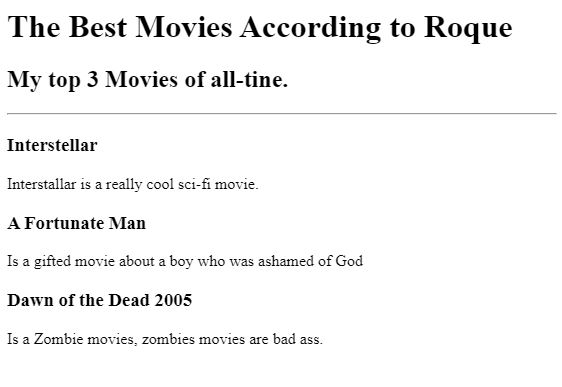 The Best Movies According to Roque
My top 3 Movies of all-tine.
Interstellar
Interstallar is a really cool sci-fi movie.
A Fortunate Man
Is a gifted movie about a boy who was ashamed of God
Dawn of the Dead 2005
Is a Zombie movies, zombies movies are bad ass.